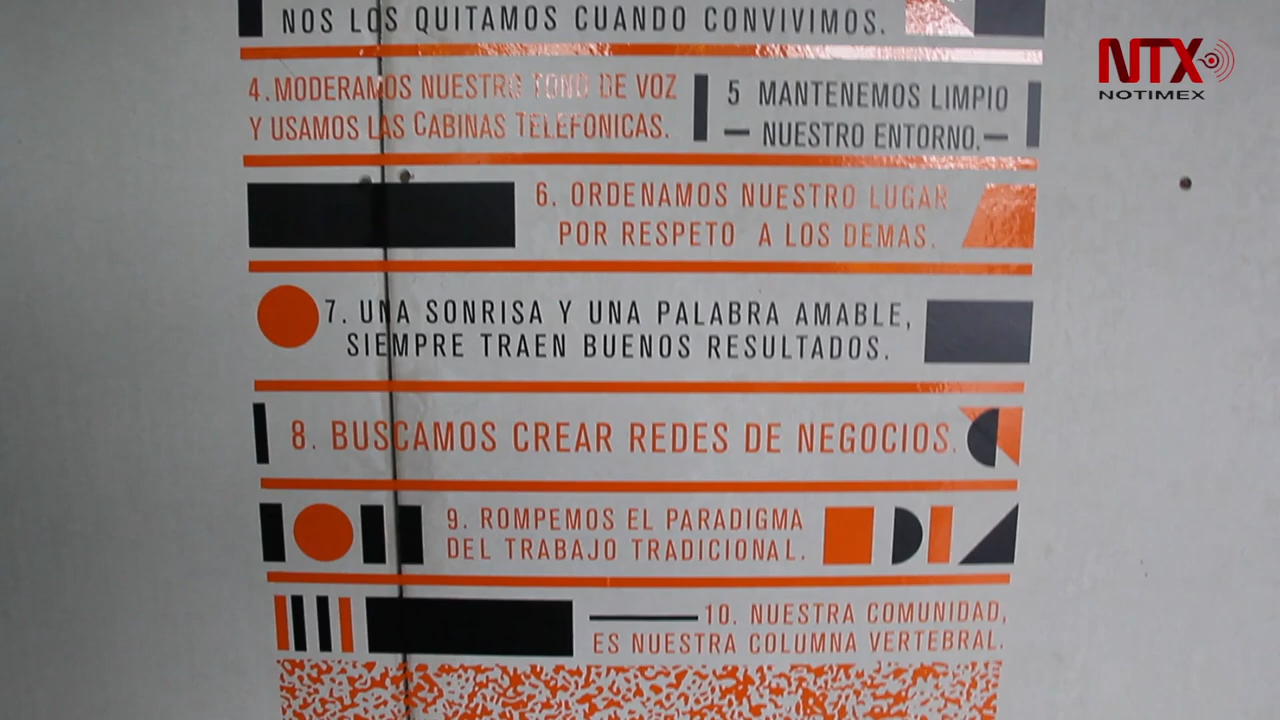 NOS LOS QUITAMOS CUANDO CONVIVIMOS.
4. MODERAMOS NUESTRO TONO DE VOZ
Y USAMOS LAS CABINAS TELEFONICAS.
5 MANTENEMOS LIMPIO
— NUESTRO ENTORNO.—
6. ORDENAMOS NUESTRO LUGAR
POR RESPETO A LOS DEMAS.
7. UNA SONRISA Y UNA PALABRA AMABLE,
SIEMPRE TRAEN BUENOS RESULTADOS.
8. BUSCAMOS CREAR REDES DE NEGOCIOS.
9. ROMPEMOS EL PARADIGMA
DEL TRABAJO TRADICIONAL.
10. NUESTRA COMUNIDAD,
ES NUESTRA COLUMNA VERTEBRAL.
NTX
NOTIMEX